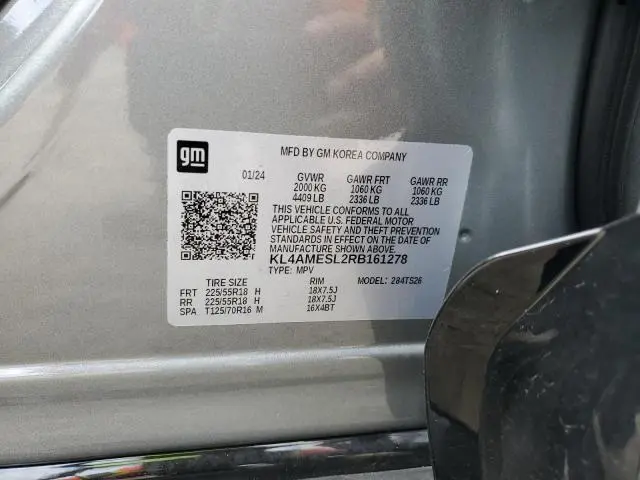 gm
MFD BY GM KOREA COMPANY
01/24 GVWR GAWR FRT GAWR RR
2000 KG 1060 KG 1060 KG
4409 LB 2336 LB 2336 LB
THIS VEHICLE CONFORMS TO ALL
APPLICABLE U.S. FEDERAL MOTOR
VEHICLE SAFETY AND THEFT PREVENTION
STANDARDS IN EFFECT ON THE DATE OF
MANUFACTURE SHOWN ABOVE.
KL4AMESL2RB161278
TYPE: MPV MODEL: 284TS26
TIRE SIZE RIM
FRT 225/55R18 H 18X7.5J
RR 225/55R18 H 18X7.5J
SPA T125/70R16 M 16X4BT